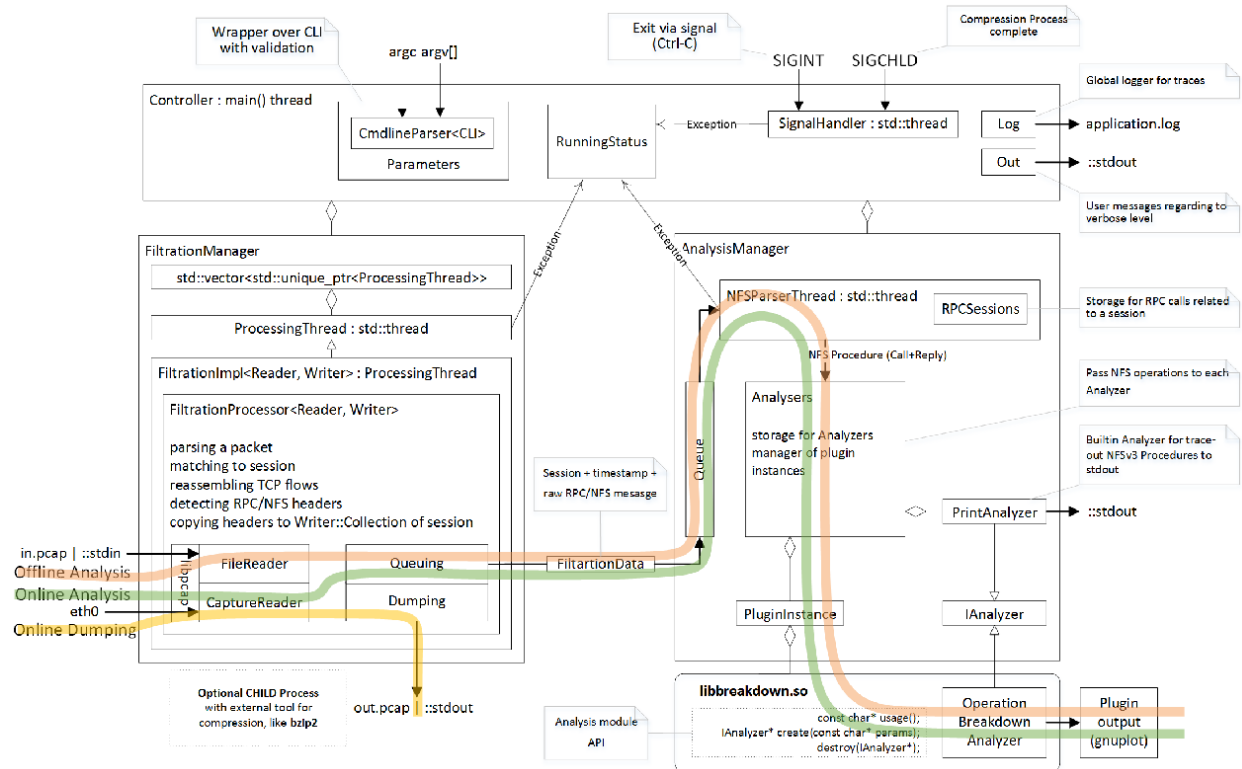 Wrapper over CLI
with validation
argc argv[]
Exit via signal
(Ctrl-C)
Compression Process
complete
SIGINT
SIGCHLD
Controller : main() thread
CmdlineParser<CLI>
Parameters
RunningStatus
Exception
SignalHandler : std::thread
Log
application.log
Out
::stdout
Global logger for traces
User messages regarding to
verbose level
FiltrationManager
std::vector<std::unique_ptr<ProcessingThread>>
ProcessingThread : std::thread
Exception
FiltrationImpl<Reader, Writer> : ProcessingThread
FiltrationProcessor<Reader, Writer>
parsing a packet
matching to session
reassembling TCP flows
detecting RPC/NFS headers
copying headers to Writer::Collection of session
in.pcap | ::stdin
Offline Analysis
Online Analysis
eth0
Online Dumping
libpcap
FileReader
CaptureReader
Queuing
Dumping
Session + timestamp +
raw RPC/NFS mesasge
FiltartionData
Optional CHILD Process
with external tool for
compression, like bzip2
out.pcap | ::stdout
AnalysisManager
Exception
NFSParserThread : std::thread
RPCSessions
Storage for RPC calls related
to a session
NFS Procedure (Call+Reply)
Queue
Analysers
storage for Analyzers
manager of plugin
instances
Pass NFS operations to each
Analyzer
Builtin Analyzer for trace-
out NFSv3 Procedures to
stdout
PrintAnalyzer
::stdout
PluginInstance
IAnalyzer
libbreakdown.so
Analysis module
API
const char* usage();
IAnalyzer* create(const char* params);
destroy(IAnalyzer*);
Operation
Breakdown
Analyzer
Plugin
output
(gnuplot)